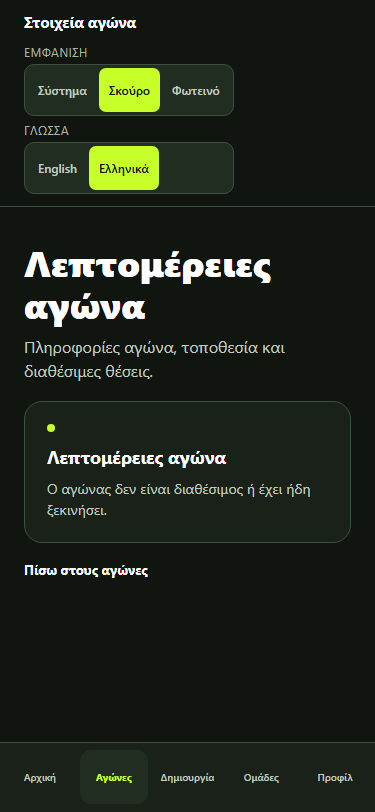 Στοιχεία αγώνα
ΕΜΦΑΝΙΣΗ
Σύστημα Σκούρο Φωτεινό
ΓΛΩΣΣΑ
English Ελληνικά
Λεπτομέρειες
αγώνα
Πληροφορίες αγώνα, τοποθεσία και
διαθέσιμες θέσεις.
Λεπτομέρειες αγώνα
Ο αγώνας δεν είναι διαθέσιμος ή έχει ήδη
ξεκινήσει.
Πίσω στους αγώνες
Αρχική Αγώνες Δημιουργία Ομάδες Προφίλ